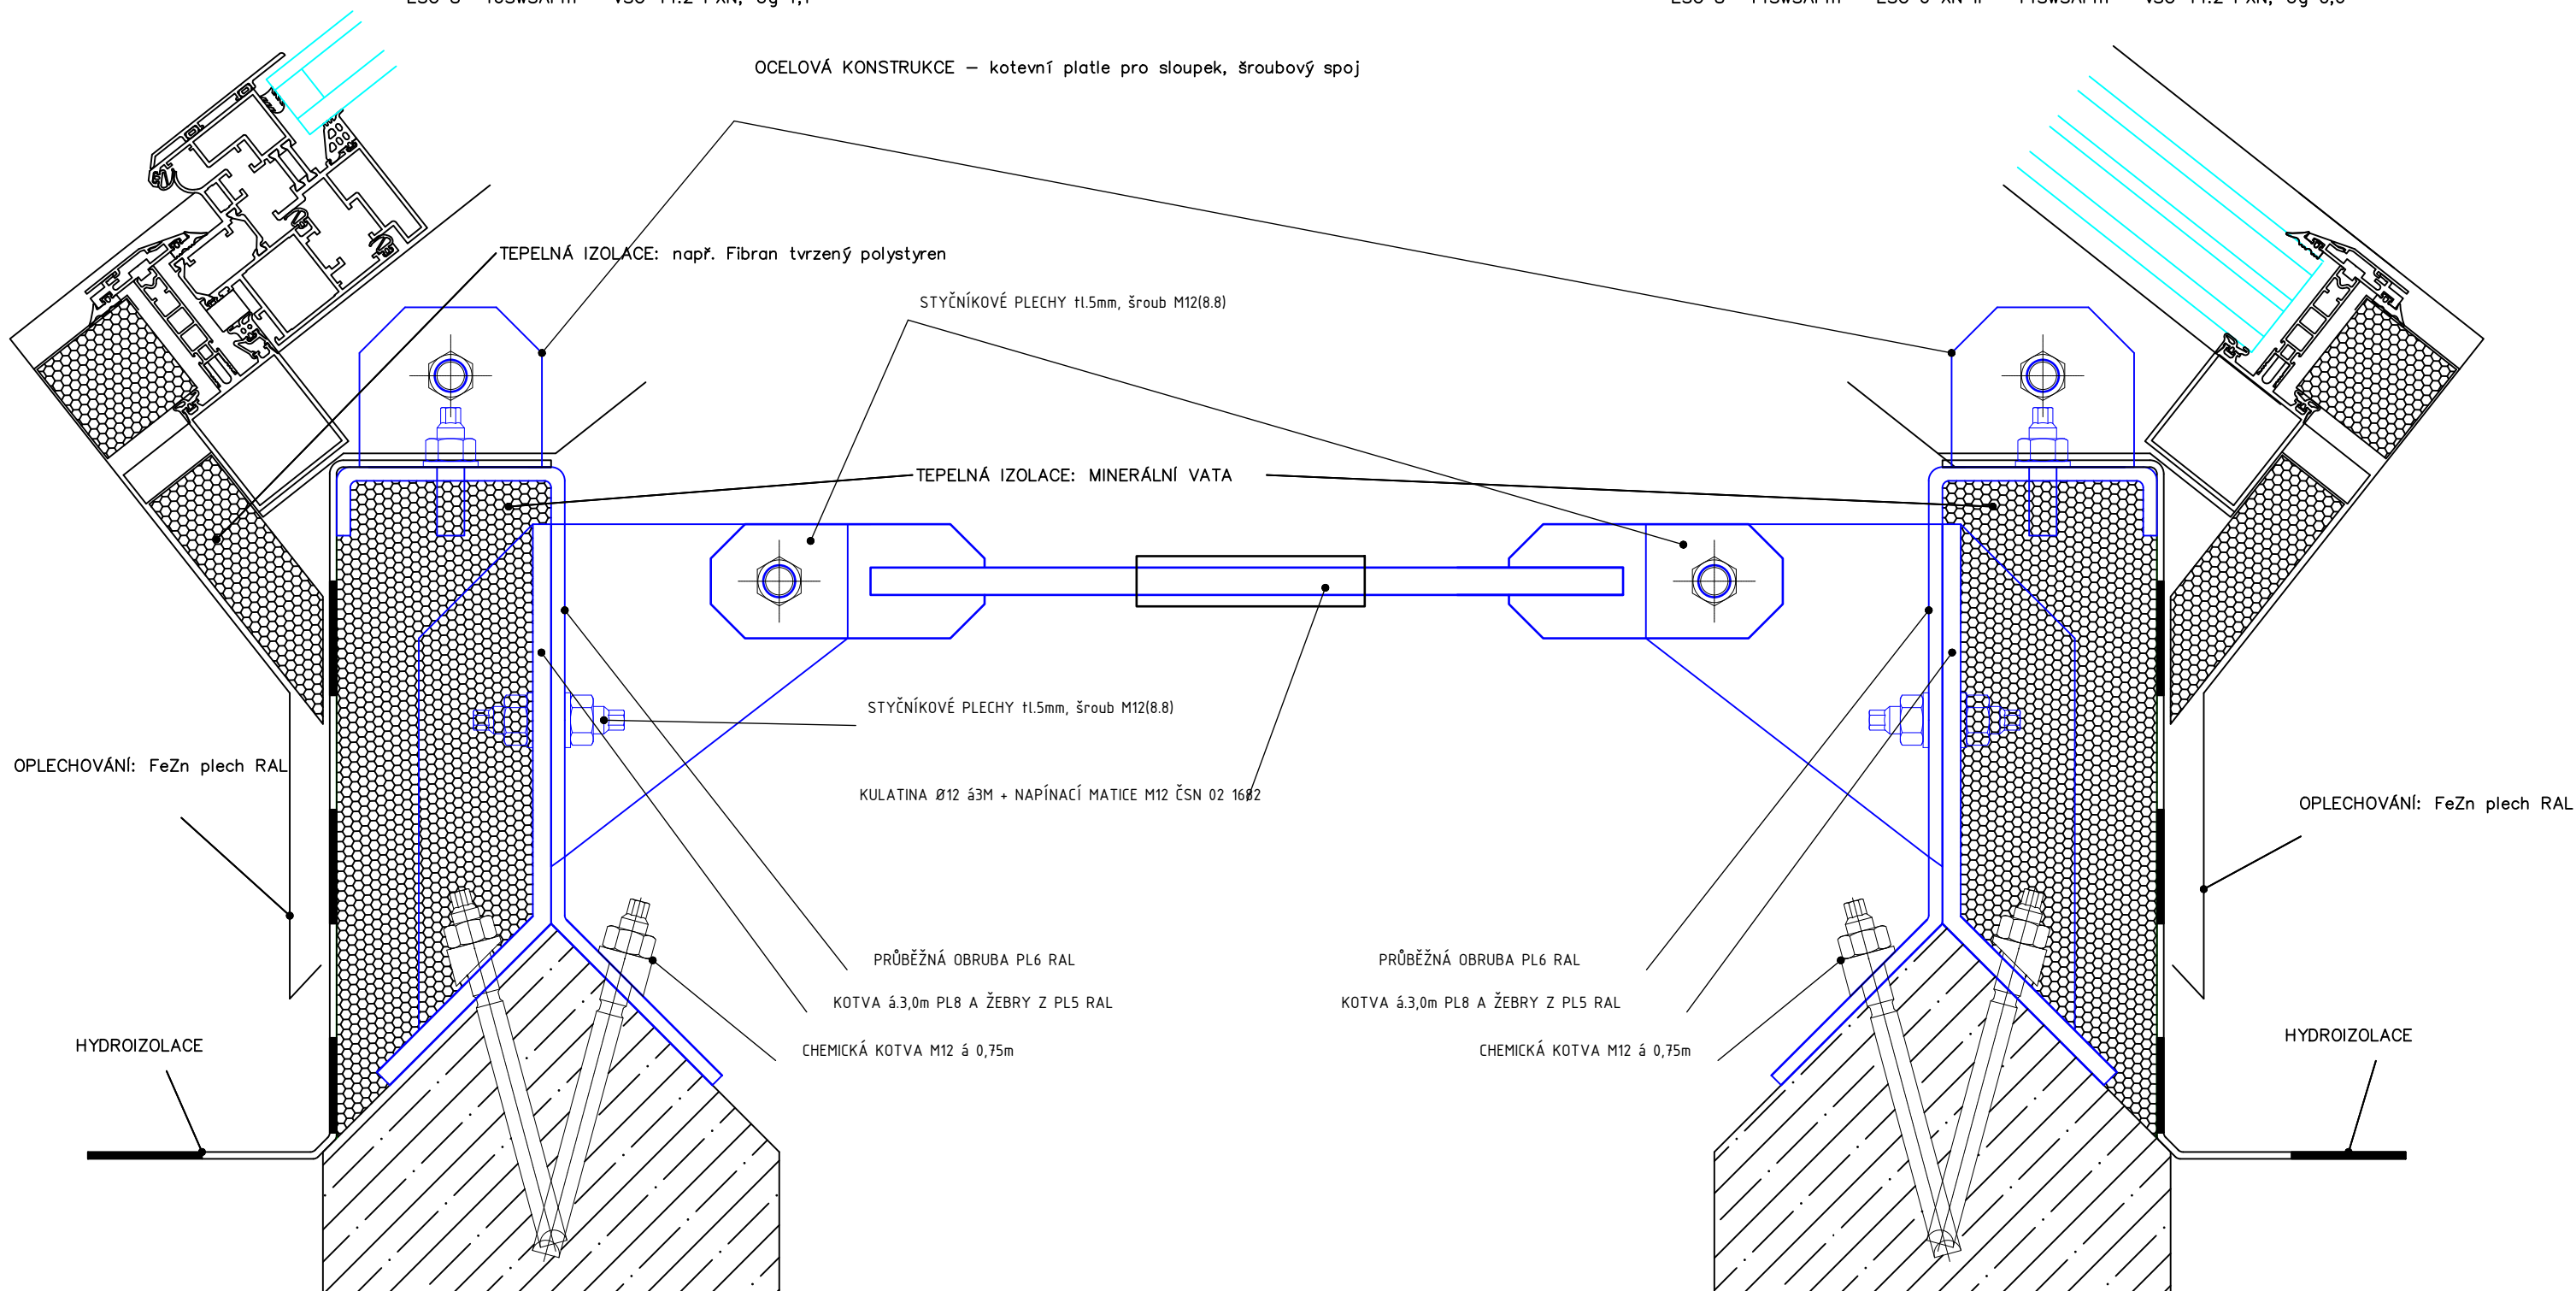 OCELOVÁ KONSTRUKCE – kotevní platle pro sloupek, šroubový spoj
TEPELNÁ IZOLACE: např. Fibran tvrzený polystyren
STYČNÍKOVÉ PLECHY tl.5mm, šroub M12(8.8)
TEPELNÁ IZOLACE: MINERÁLNÍ VATA
STYČNÍKOVÉ PLECHY tl.5mm, šroub M12(8.8)
OPLECHOVÁNÍ: FeZn plech RAL
KULATINA Ø12 á3M + NAPÍNACÍ MATICE M12 ČSN 02 1682
OPLECHOVÁNÍ: FeZn plech RAL
PRŮBĚŽNÁ OBRUBA PL6 RAL
PRŮBĚŽNÁ OBRUBA PL6 RAL
KOTVA á.3,0m PL8 A ŽEBRY Z PL5 RAL
KOTVA á.3,0m PL8 A ŽEBRY Z PL5 RAL
HYDROIZOLACE
CHEMICKÁ KOTVA M12 á 0,75m
CHEMICKÁ KOTVA M12 á 0,75m
HYDROIZOLACE